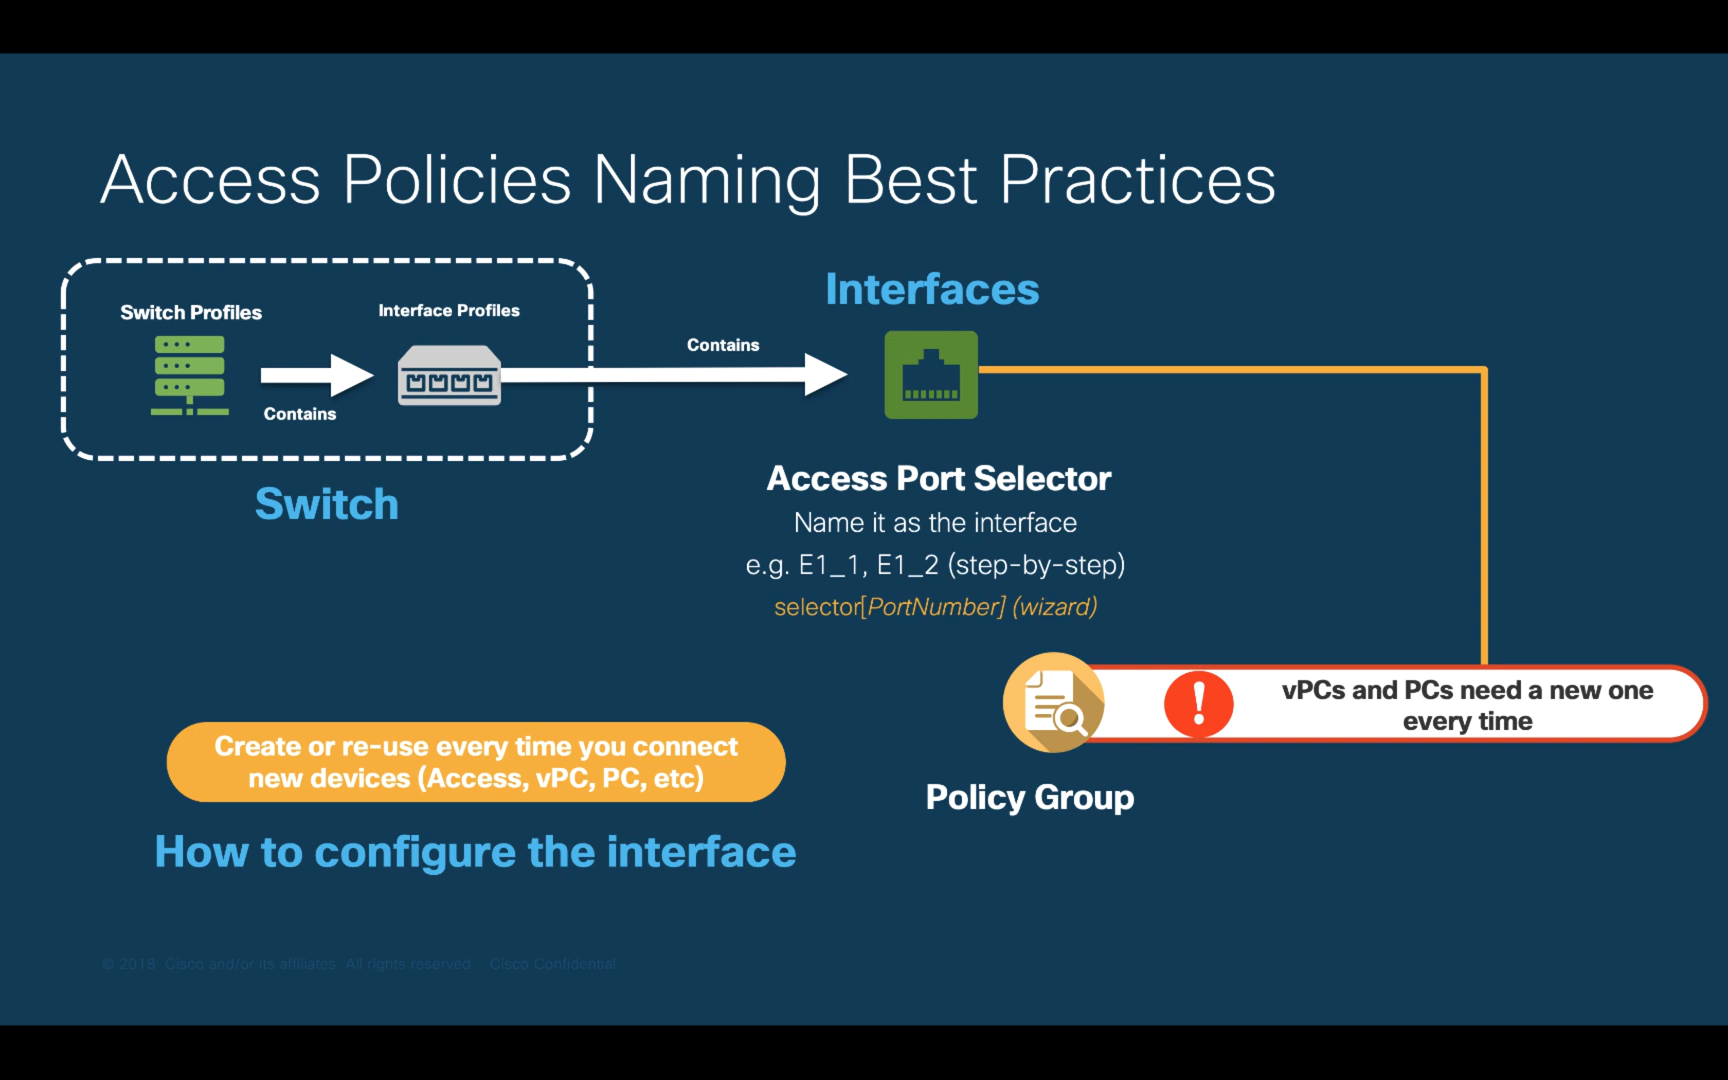 Access Policies Naming Best Practices
Switch Profiles
Contains
Interface Profiles
Switch
Contains
Interfaces
Access Port Selector
Name it as the interface
e.g. E1_1, E1_2 (step-by-step)
selector[PortNumber] (wizard)
vPCs and PCs need a new one
every time
Policy Group
Create or re-use every time you connect
new devices (Access, vPC, PC, etc)
How to configure the interface
© 2018 Cisco and/or its affiliates. All rights reserved. Cisco Confidential